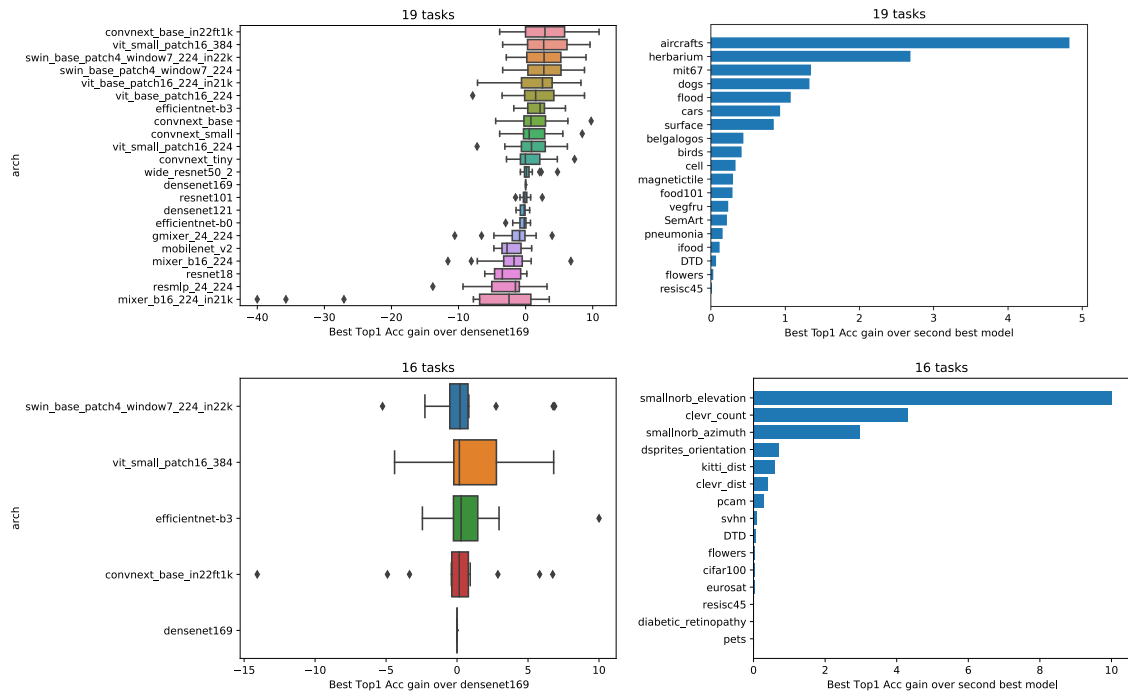 19 tasks
convnext_base_in22ft1k
vit_small_patch16_384
swin_base_patch4_window7_224_in22k
swin_base_patch4_window7_224
vit_base_patch16_224_in21k
vit_base_patch16_224
efficientnet-b3
convnext_base
convnext_small
vit_small_patch16_224
convnext_tiny
wide_resnet50_2
densenet169
resnet101
densenet121
efficientnet-b0
gmixer_24_224
mobilenet_v2
mixer_b16_224
resnet18
resmlp_24_224
mixer_b16_224_in21k
arch
−40 −30 −20 −10 0 10
Best Top1 Acc gain over densenet169
19 tasks
aircrafts
herbarium
mit67
dogs
flood
cars
surface
belgalogos
birds
cell
magnetictile
food101
vegfru
SemArt
pneumonia
ifood
DTD
flowers
resisc45
0 1 2 3 4 5
Best Top1 Acc gain over second best model
16 tasks
swin_base_patch4_window7_224_in22k
vit_small_patch16_384
efficientnet-b3
convnext_base_in22ft1k
densenet169
arch
−15 −10 −5 0 5 10
Best Top1 Acc gain over densenet169
16 tasks
smallnorb_elevation
clevr_count
smallnorb_azimuth
dsprites_orientation
kitti_dist
clevr_dist
pcam
svhn
DTD
flowers
cifar100
eurosat
resisc45
diabetic_retinopathy
pets
0 2 4 6 8 10
Best Top1 Acc gain over second best model